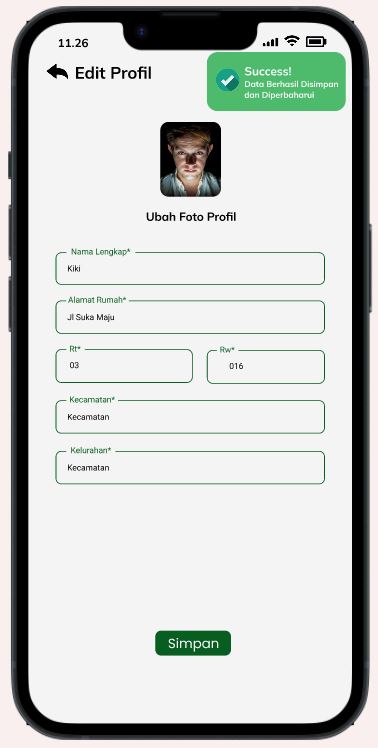 11.26
Edit Profil
Success!
Data Berhasil Disimpan
dan Diperbaharui
Ubah Foto Profil
Nama Lengkap*
Kiki
Alamat Rumah*
Jl Suka Maju
Rt*
03
Rw*
016
Kecamatan*
Kecamatan
Kelurahan*
Kecamatan
Simpan